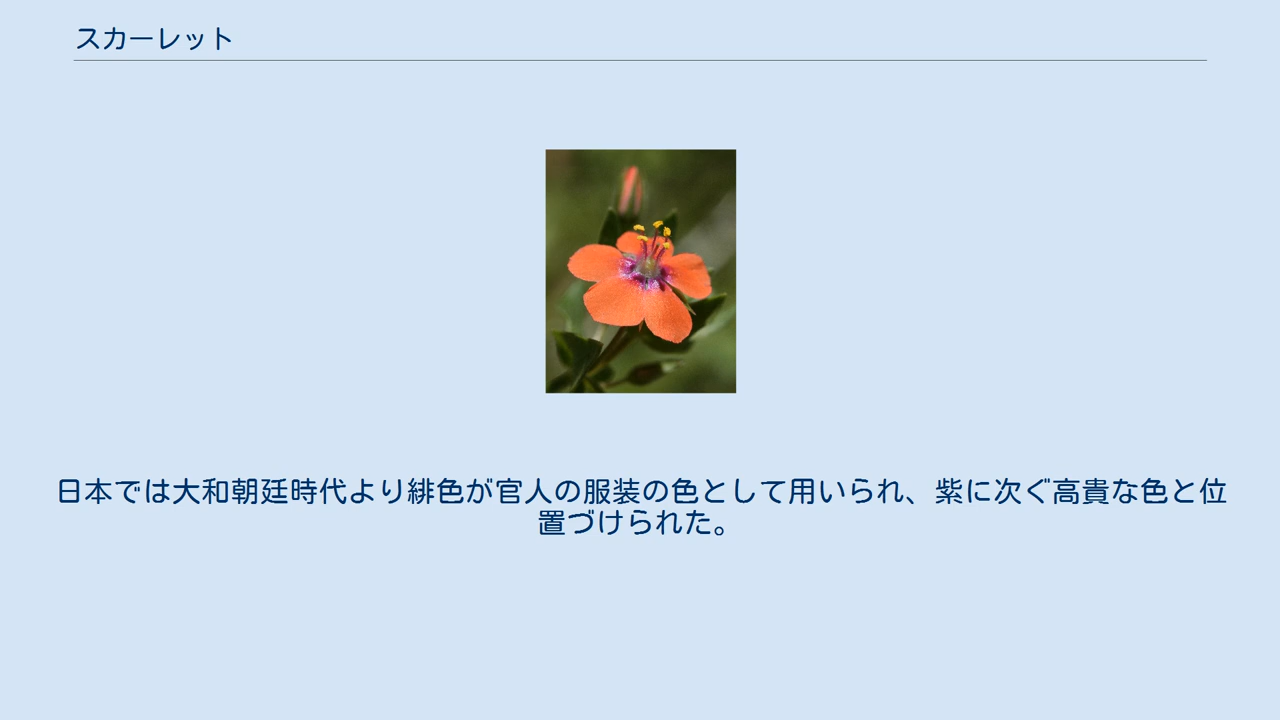 スカーレット
日本では大和朝廷時代より緋色が官人の服装の色として用いられ、紫に次ぐ高貴な色と位
置づけられた。